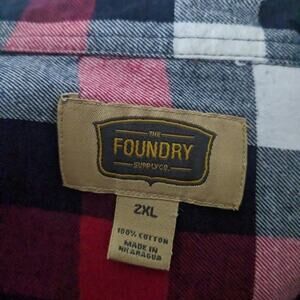 THE
FOUNDRY
SUPPLY CO.
2XL
100% COTTON
MADE IN
NICARAGUA